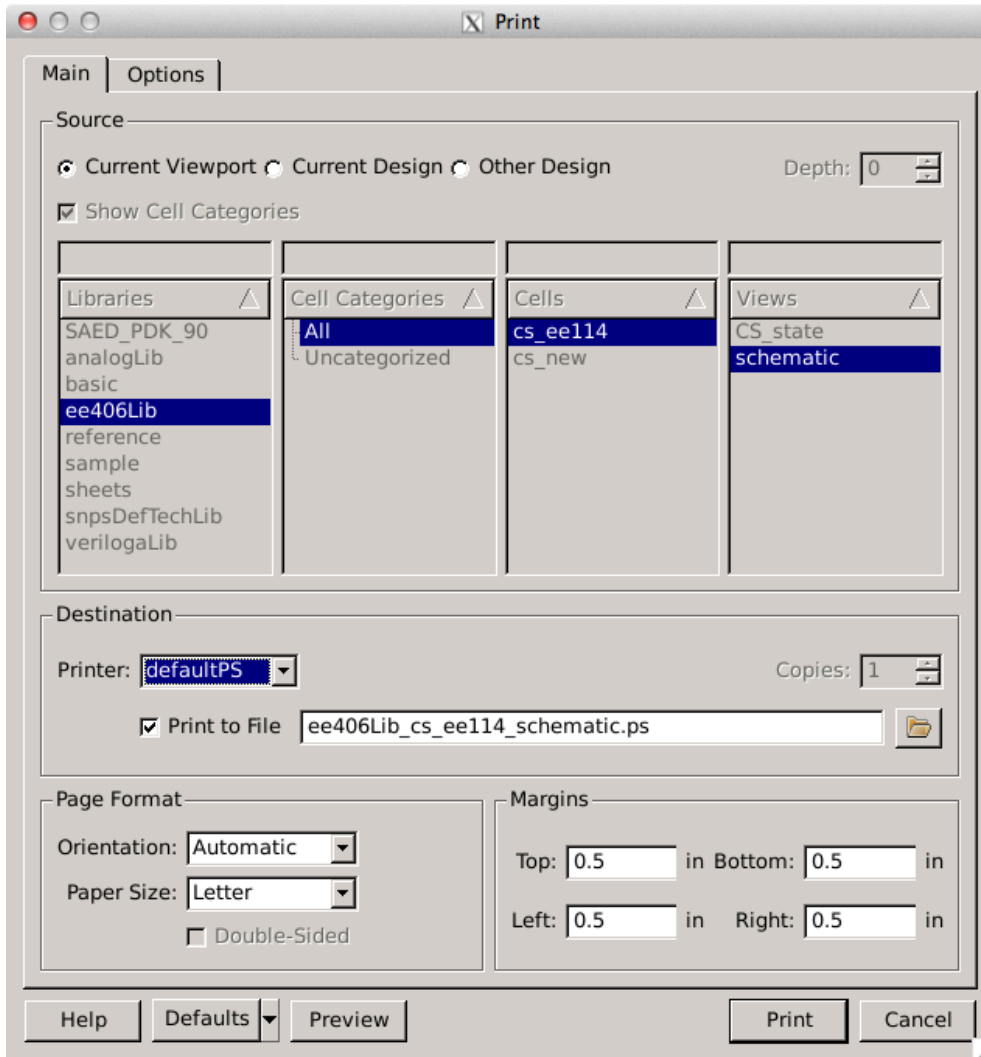 Print
Main Options
Source
Current Viewport Current Design Other Design Depth: 0
Show Cell Categories
Libraries Cell Categories Cells Views
SAED_PDK_90 All cs_ee114 CS_state
analogLib Uncategorized cs_new schematic
basic
ee406Lib
reference
sample
sheets
snpsDefTechLib
verilogaLib
Destination
Printer: defaultPS Copies: 1
Print to File ee406Lib_cs_ee114_schematic.ps
Page Format Margins
Orientation: Automatic Top: 0.5 in Bottom: 0.5 in
Paper Size: Letter Left: 0.5 in Right: 0.5 in
Double-Sided
Help Defaults Preview Print Cancel